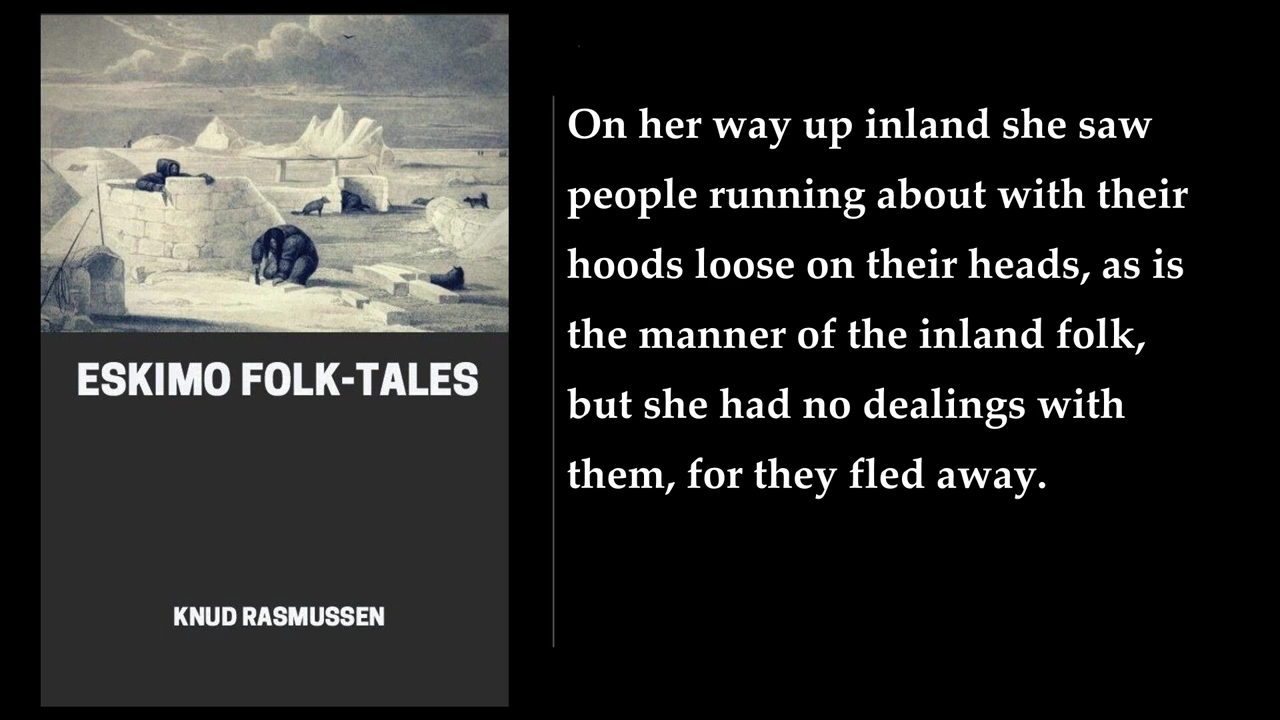 ESKIMO FOLK-TALES
KNUD RASMUSSEN
On her way up inland she saw
people running about with their
hoods loose on their heads, as is
the manner of the inland folk,
but she had no dealings with
them, for they fled away.